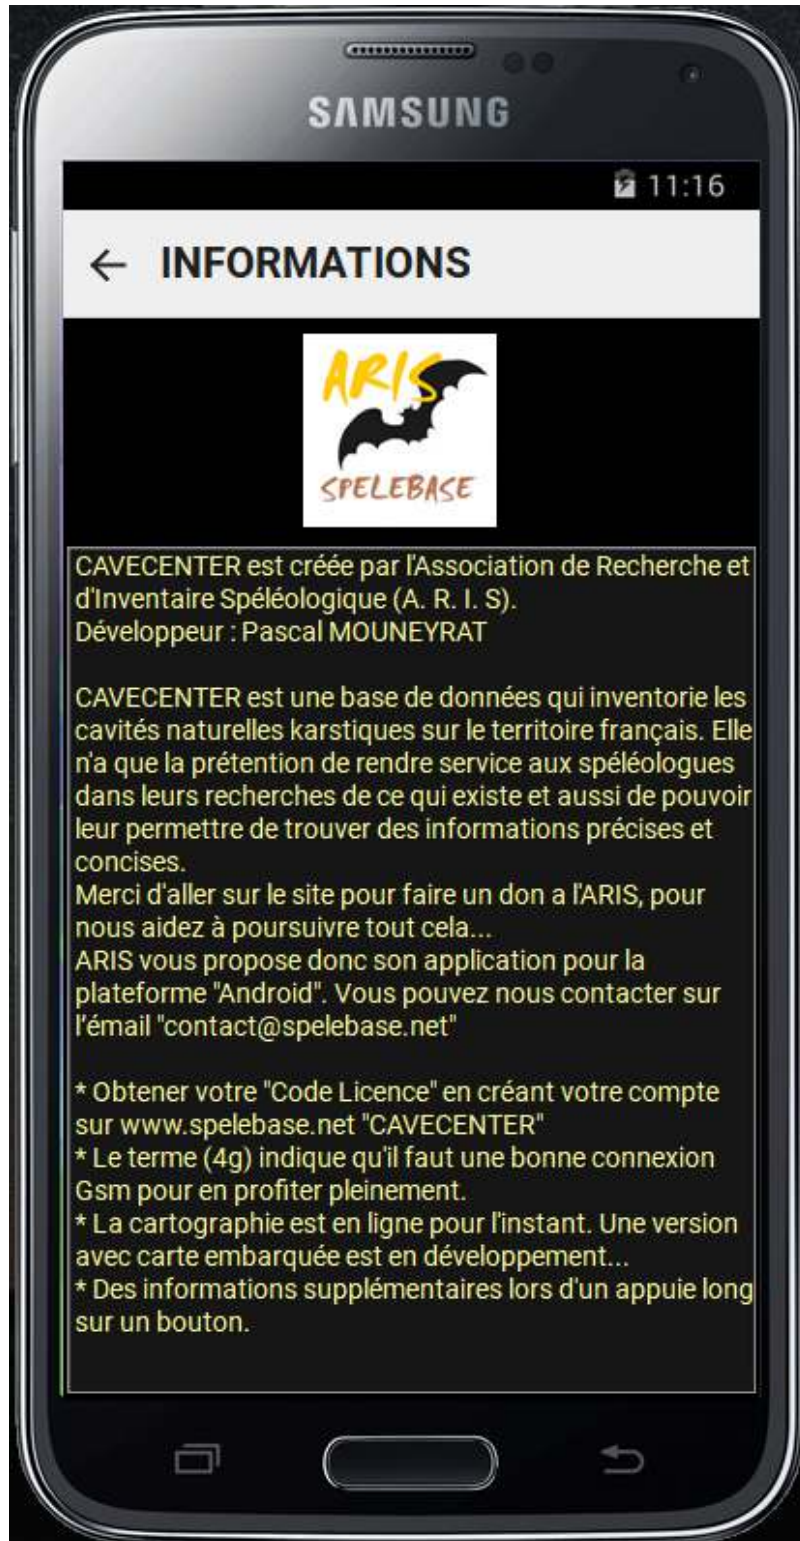 SAMSUNG
11:16
← INFORMATIONS
ARIS
SPELEBASE
CAVECENTER est créée par l'Association de Recherche et
d'Inventaire Spéléologique (A. R. I. S).
Développeur : Pascal MOUNEYRAT
CAVECENTER est une base de données qui inventorie les
cavités naturelles karstiques sur le territoire français. Elle
n'a que la prétention de rendre service aux spéléologues
dans leurs recherches de ce qui existe et aussi de pouvoir
leur permettre de trouver des informations précises et
concises.
Merci d'aller sur le site pour faire un don a l'ARIS, pour
nous aidez à poursuivre tout cela...
ARIS vous propose donc son application pour la
plateforme "Android". Vous pouvez nous contacter sur
l'émail "contact@spelebase.net"
* Obtener votre "Code Licence" en créant votre compte
sur www.spelebase.net "CAVECENTER"
* Le terme (4g) indique qu'il faut une bonne connexion
Gsm pour en profiter pleinement.
* La cartographie est en ligne pour l'instant. Une version
avec carte embarquée est en développement...
* Des informations supplémentaires lors d'un appuie long
sur un bouton.